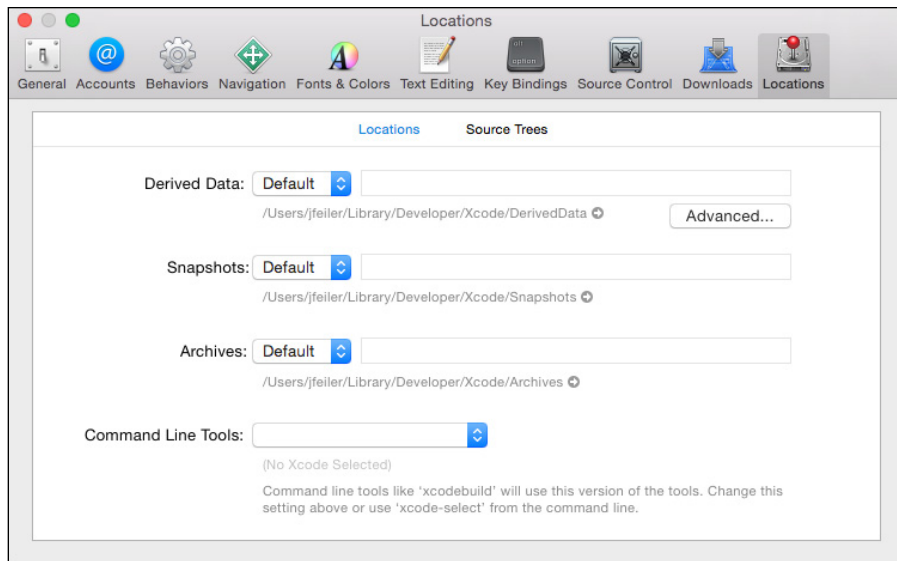 Locations
off
option
General Accounts Behaviors Navigation Fonts & Colors Text Editing Key Bindings Source Control Downloads Locations
Locations Source Trees
Derived Data: Default
/Users/jfeiler/Library/Developer/Xcode/DerivedData
Advanced...
Snapshots: Default
/Users/jfeiler/Library/Developer/Xcode/Snapshots
Archives: Default
/Users/jfeiler/Library/Developer/Xcode/Archives
Command Line Tools:
(No Xcode Selected)
Command line tools like ‘xcodebuild’ will use this version of the tools. Change this
setting above or use ‘xcode-select’ from the command line.